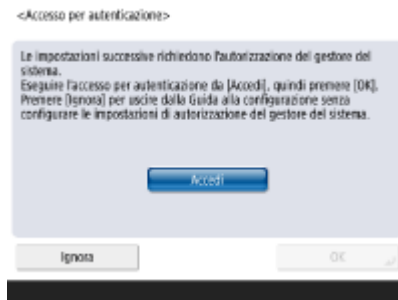 <Accesso per autenticazione>
Le impostazioni successive richiedono l'autorizzazione del gestore del
sistema.
Eseguire l'accesso per autenticazione da [Accedi], quindi premere [OK].
Premere [Ignora] per uscire dalla Guida alla configurazione senza
configurare le impostazioni di autorizzazione del gestore del sistema.
Accedi
Ignora OK